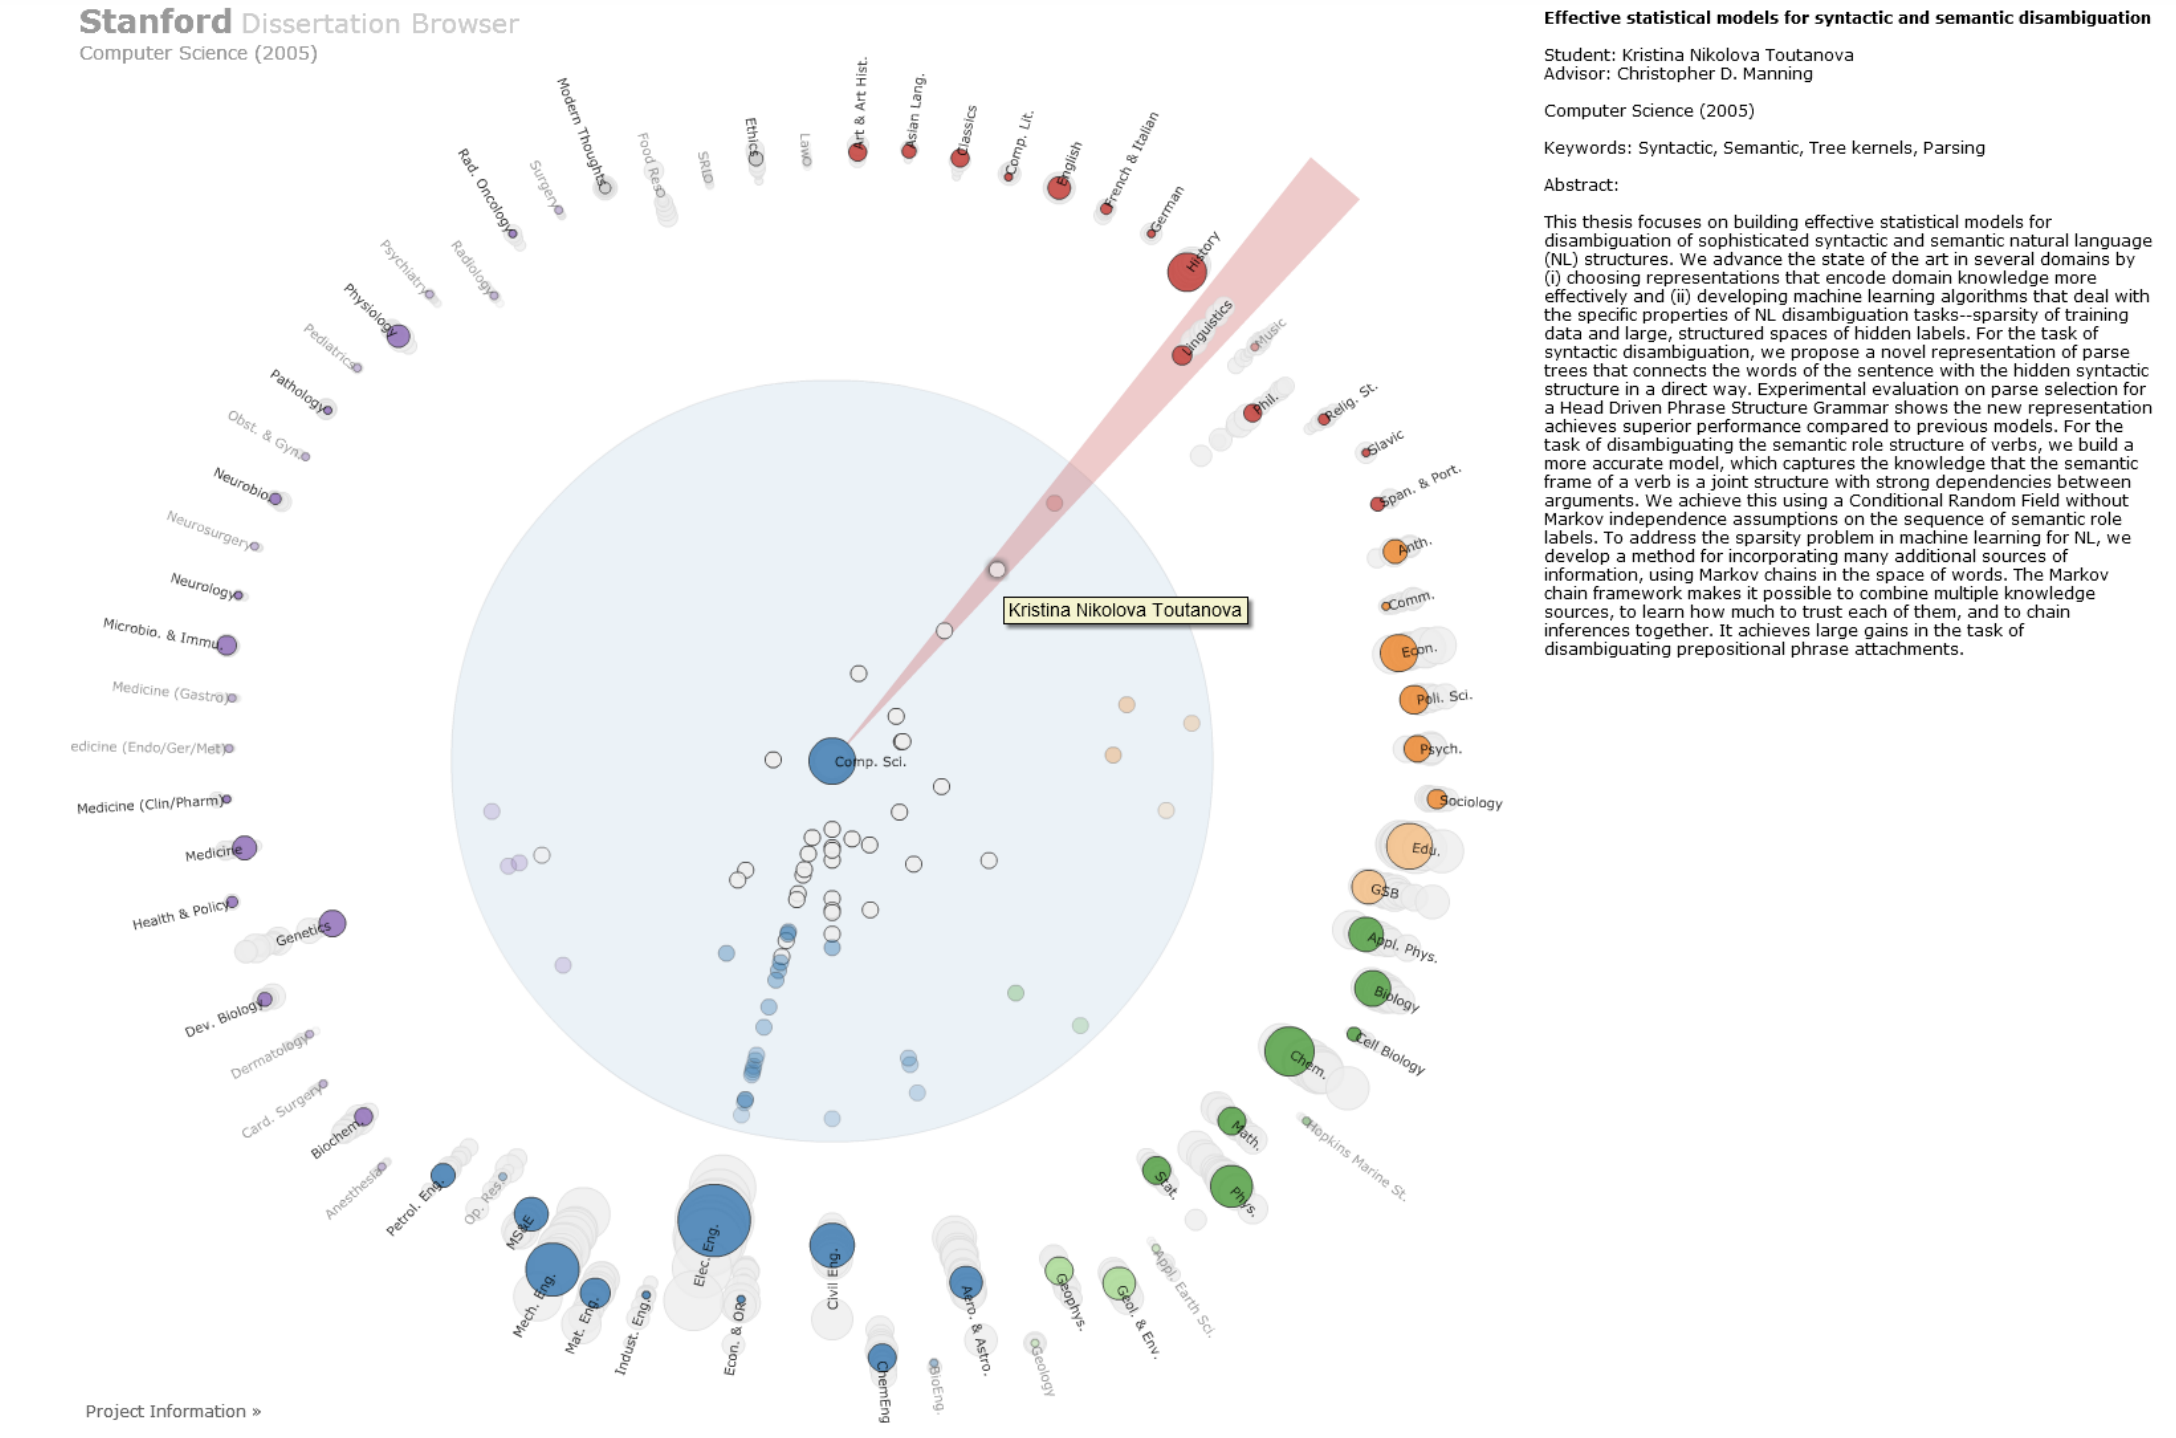 Stanford Dissertation Browser
Computer Science (2005)
Modern Thought
Food Res.
SRI
Ethics
Law
Art & Art Hist.
Asian Lang.
Classics
Comp. Lit.
English
French & Italian
German
History
Linguistics
Music
Phil.
Relig. St.
Slavic
Span. & Port.
Anth.
Comm.
Econ.
Poli. Sci.
Psych.
Sociology
Edu.
GSB
Appl. Phys.
Biology
Cell Biology
Chem.
Hopkins Marine St.
Math.
Phys.
Stat.
Appl. Earth Sci.
Geol. & Env.
Geophys.
Geology
Aero. & Astro.
BioEng.
ChemEng
Civil Eng.
Econ. & OR
Elec. Eng.
Indust. Eng.
Mat. Eng.
Mech. Eng.
MS&E
Op. Res.
Petrol. Eng.
Anesthesia
Biochem.
Card. Surgery
Dermatology
Dev. Biology
Genetics
Health & Policy
Medicine
Medicine (Clin/Pharm)
edicine (Endo/Ger/Met)
Medicine (Gastro)
Microbio. & Immu.
Neurology
Neurosurgery
Neurobio.
Obst. & Gyn.
Pathology
Pediatrics
Physiology
Psychiatry
Radiology
Rad. Oncology
Surgery
Kristina Nikolova Toutanova
Comp. Sci.
Project Information »
Effective statistical models for syntactic and semantic disambiguation
Student: Kristina Nikolova Toutanova
Advisor: Christopher D. Manning
Computer Science (2005)
Keywords: Syntactic, Semantic, Tree kernels, Parsing
Abstract:
This thesis focuses on building effective statistical models for
disambiguation of sophisticated syntactic and semantic natural language
(NL) structures. We advance the state of the art in several domains by
(i) choosing representations that encode domain knowledge more
effectively and (ii) developing machine learning algorithms that deal with
the specific properties of NL disambiguation tasks--sparsity of training
data and large, structured spaces of hidden labels. For the task of
syntactic disambiguation, we propose a novel representation of parse
trees that connects the words of the sentence with the hidden syntactic
structure in a direct way. Experimental evaluation on parse selection for
a Head Driven Phrase Structure Grammar shows the new representation
achieves superior performance compared to previous models. For the
task of disambiguating the semantic role structure of verbs, we build a
more accurate model, which captures the knowledge that the semantic
frame of a verb is a joint structure with strong dependencies between
arguments. We achieve this using a Conditional Random Field without
Markov independence assumptions on the sequence of semantic role
labels. To address the sparsity problem in machine learning for NL, we
develop a method for incorporating many additional sources of
information, using Markov chains in the space of words. The Markov
chain framework makes it possible to combine multiple knowledge
sources, to learn how much to trust each of them, and to chain
inferences together. It achieves large gains in the task of
disambiguating prepositional phrase attachments.